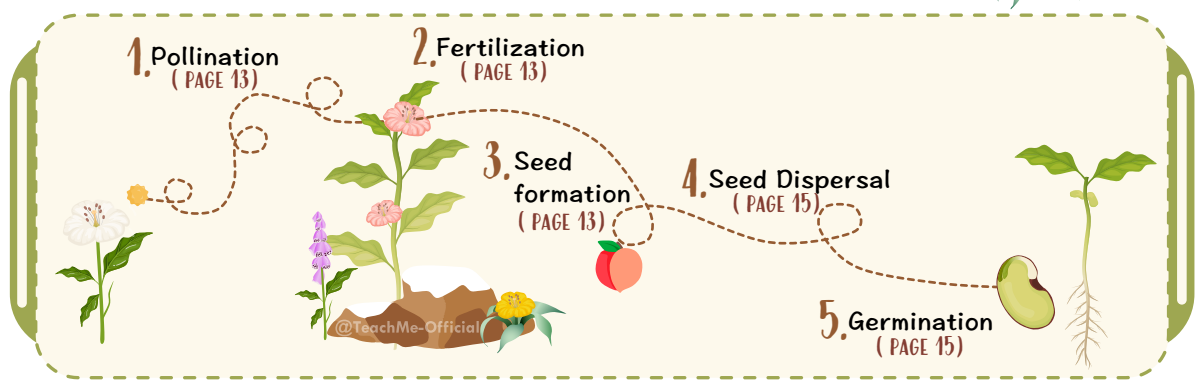 1. Pollination
( PAGE 13)
2. Fertilization
( PAGE 13)
3. Seed
formation
( PAGE 13)
4. Seed Dispersal
( PAGE 15)
5. Germination
( PAGE 15)
@TeachMe-Official